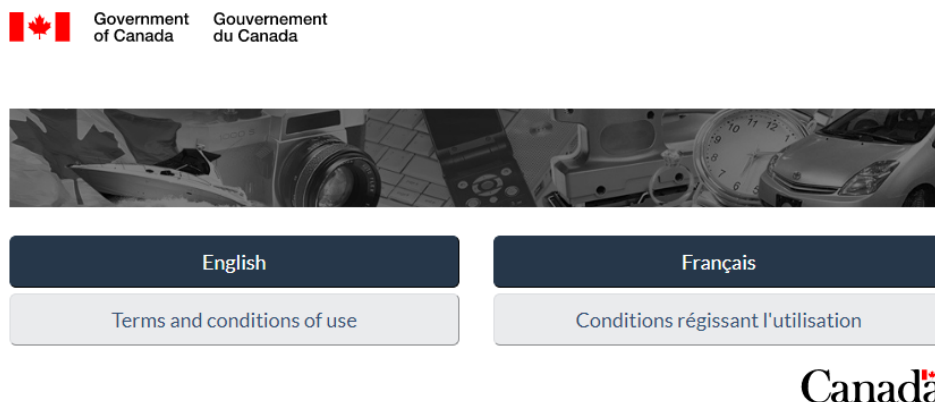 Government of Canada
Gouvernement du Canada
English
Français
Terms and conditions of use
Conditions régissant l'utilisation
Canada